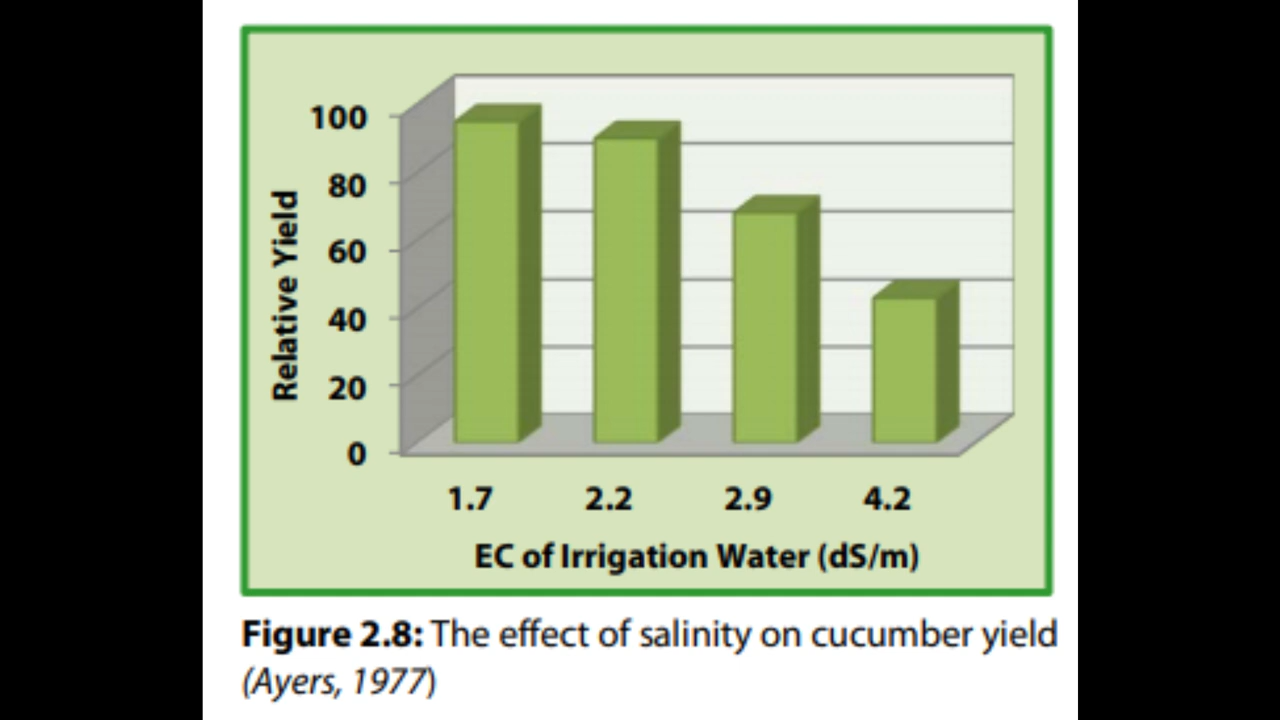 100
80
60
40
20
0
Relative Yield
1.7 2.2 2.9 4.2
EC of Irrigation Water (dS/m)
Figure 2.8: The effect of salinity on cucumber yield
(Ayers, 1977)